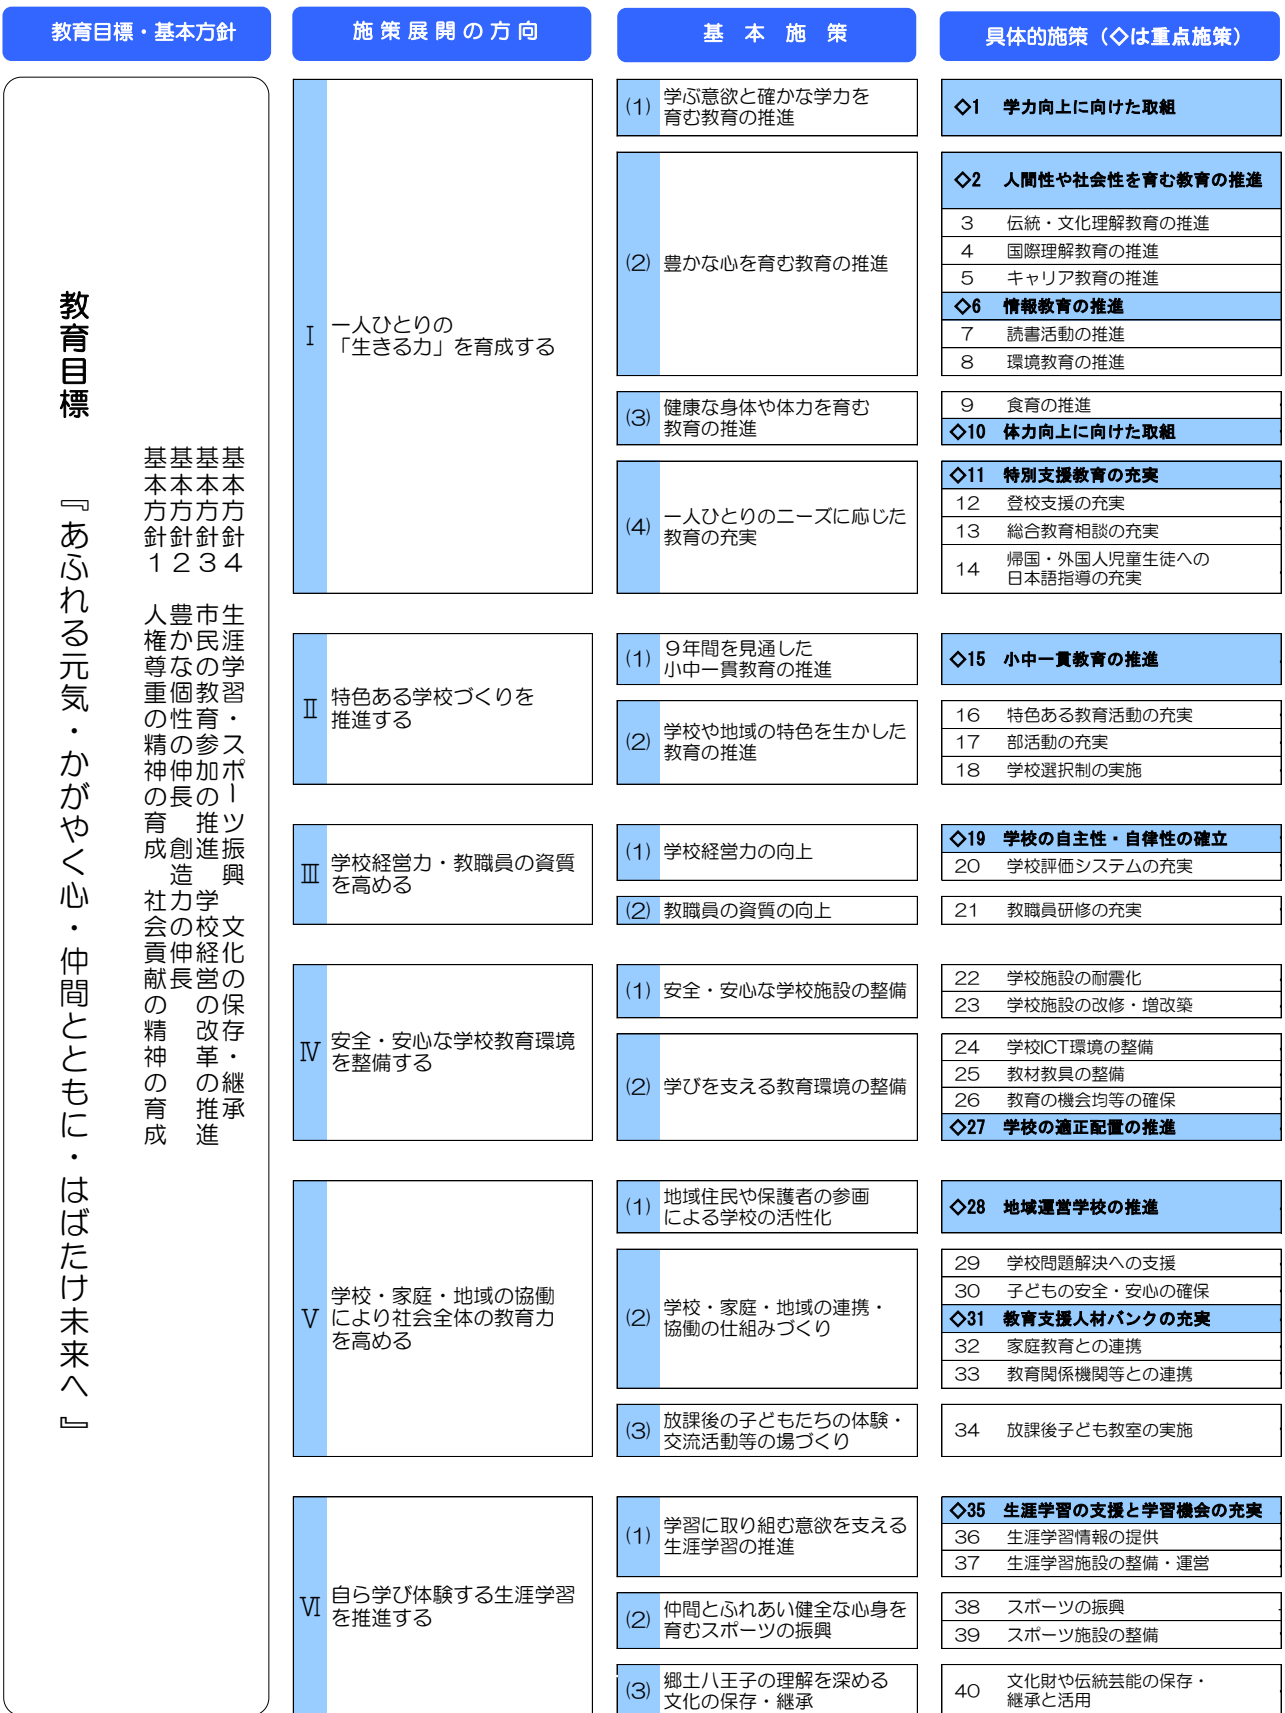 教育目標・基本方針
施策展開の方向
基本施策
具体的施策（◇は重点施策）
教育目標　『あふれる元気・かがやく心・仲間とともに・はばたけ未来へ』
基本方針１　人権尊重の精神の育成　社会貢献の精神の育成
基本方針２　豊かな個性の伸長　創造力の伸長
基本方針３　市民の教育参加の推進　学校経営の改革の推進
基本方針４　生涯学習・スポーツ振興　文化の保存・継承
Ⅰ 一人ひとりの
「生きる力」を育成する
(1) 学ぶ意欲と確かな学力を
育む教育の推進
◇1 学力向上に向けた取組
(2) 豊かな心を育む教育の推進
◇2 人間性や社会性を育む教育の推進
3 伝統・文化理解教育の推進
4 国際理解教育の推進
5 キャリア教育の推進
◇6 情報教育の推進
7 読書活動の推進
8 環境教育の推進
(3) 健康な身体や体力を育む
教育の推進
9 食育の推進
◇10 体力向上に向けた取組
(4) 一人ひとりのニーズに応じた
教育の充実
◇11 特別支援教育の充実
12 登校支援の充実
13 総合教育相談の充実
14 帰国・外国人児童生徒への
日本語指導の充実
Ⅱ 特色ある学校づくりを
推進する
(1) ９年間を見通した
小中一貫教育の推進
◇15 小中一貫教育の推進
(2) 学校や地域の特色を生かした
教育の推進
16 特色ある教育活動の充実
17 部活動の充実
18 学校選択制の実施
Ⅲ 学校経営力・教職員の資質
を高める
(1) 学校経営力の向上
◇19 学校の自主性・自律性の確立
20 学校評価システムの充実
(2) 教職員の資質の向上
21 教職員研修の充実
Ⅳ 安全・安心な学校教育環境
を整備する
(1) 安全・安心な学校施設の整備
22 学校施設の耐震化
23 学校施設の改修・増改築
(2) 学びを支える教育環境の整備
24 学校ICT環境の整備
25 教材教具の整備
26 教育の機会均等の確保
◇27 学校の適正配置の推進
Ⅴ 学校・家庭・地域の協働
により社会全体の教育力
を高める
(1) 地域住民や保護者の参画
による学校の活性化
◇28 地域運営学校の推進
(2) 学校・家庭・地域の連携・
協働の仕組みづくり
29 学校問題解決への支援
30 子どもの安全・安心の確保
◇31 教育支援人材バンクの充実
32 家庭教育との連携
33 教育関係機関等との連携
(3) 放課後の子どもたちの体験・
交流活動等の場づくり
34 放課後子ども教室の実施
Ⅵ 自ら学び体験する生涯学習
を推進する
(1) 学習に取り組む意欲を支える
生涯学習の推進
◇35 生涯学習の支援と学習機会の充実
36 生涯学習情報の提供
37 生涯学習施設の整備・運営
(2) 仲間とふれあい健全な心身を
育むスポーツの振興
38 スポーツの振興
39 スポーツ施設の整備
(3) 郷土八王子の理解を深める
文化の保存・継承
40 文化財や伝統芸能の保存・
継承と活用